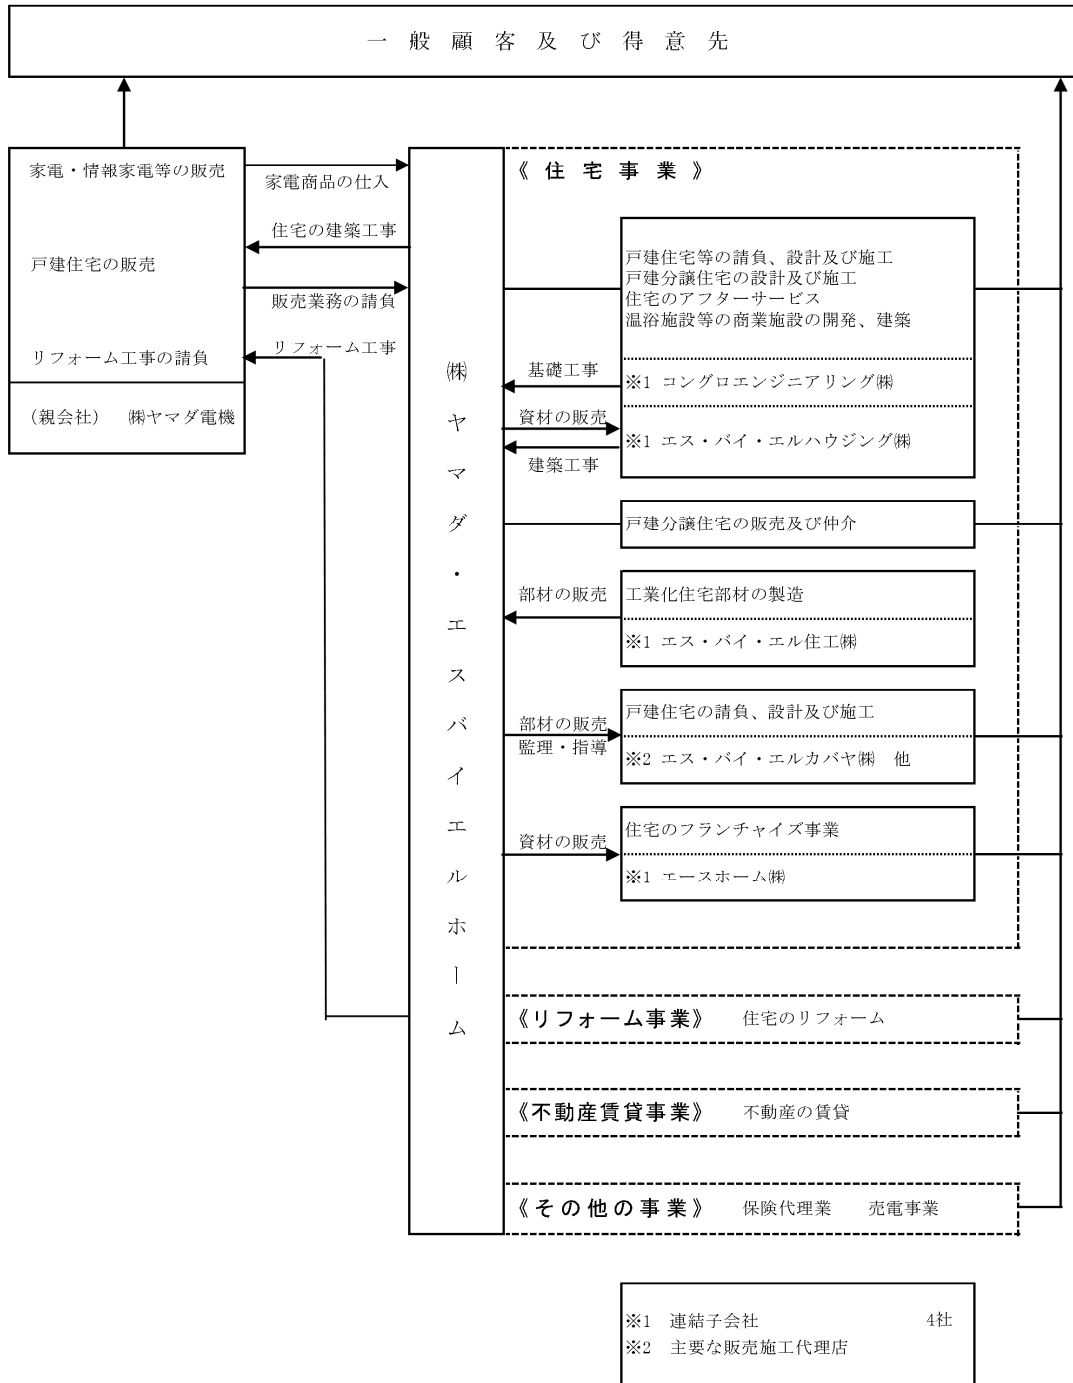 一般顧客及び得意先
家電・情報家電等の販売
戸建住宅の販売
リフォーム工事の請負
（親会社）　㈱ヤマダ電機
家電商品の仕入
住宅の建築工事
販売業務の請負
リフォーム工事
㈱ヤマダ・エスバイエルホーム
《住宅事業》
戸建住宅等の請負、設計及び施工
戸建分譲住宅の設計及び施工
住宅のアフターサービス
温浴施設等の商業施設の開発、建築
基礎工事
※1 コングロエンジニアリング㈱
資材の販売
※1 エス・バイ・エルハウジング㈱
建築工事
戸建分譲住宅の販売及び仲介
部材の販売
工業化住宅部材の製造
※1 エス・バイ・エル住工㈱
戸建住宅の請負、設計及び施工
部材の販売
監理・指導
※2 エス・バイ・エルカバヤ㈱　他
住宅のフランチャイズ事業
資材の販売
※1 エースホーム㈱
《リフォーム事業》　住宅のリフォーム
《不動産賃貸事業》　不動産の賃貸
《その他の事業》　保険代理業　売電事業
※1　連結子会社　4社
※2　主要な販売施工代理店